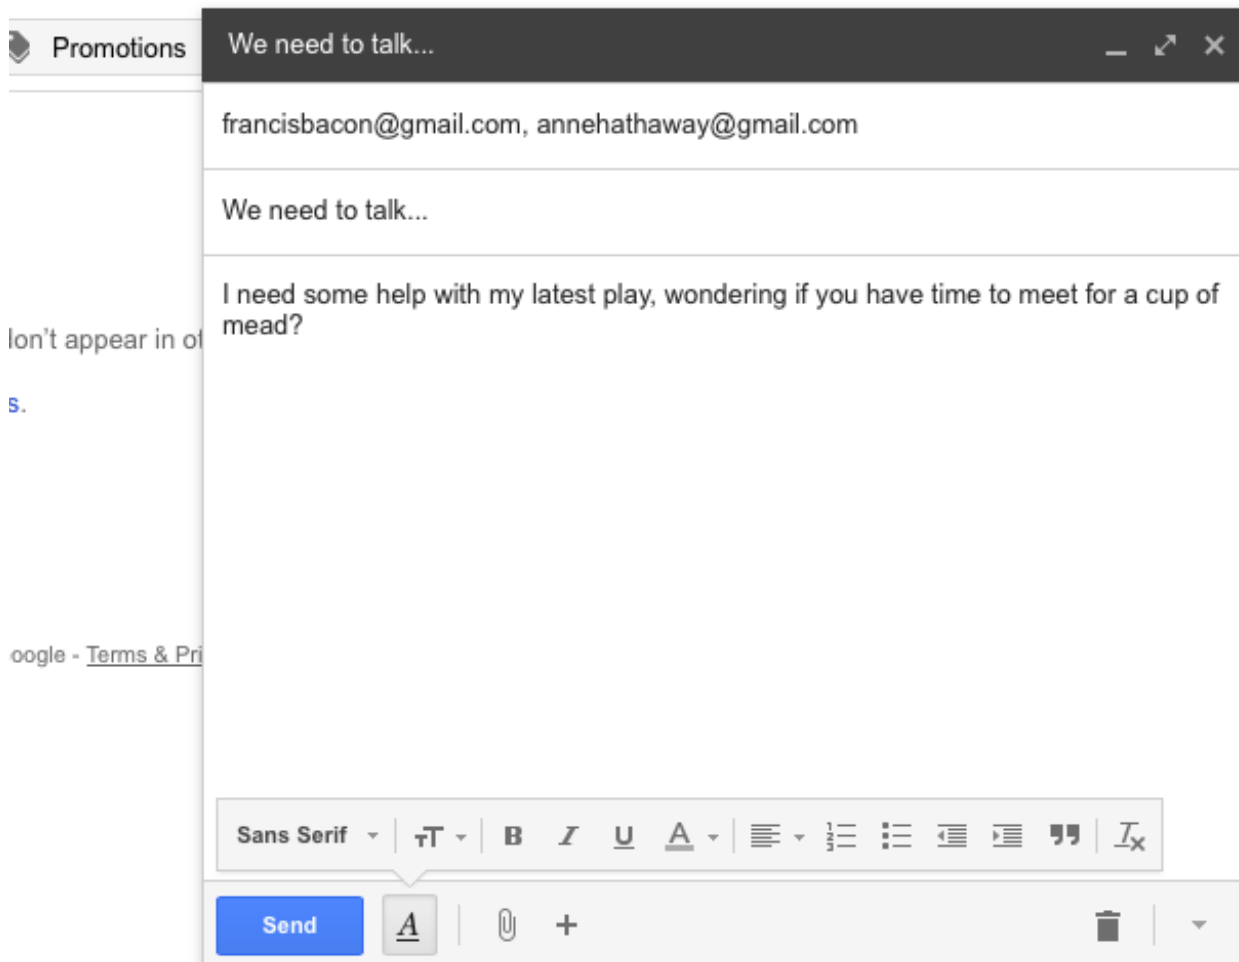 Promotions
We need to talk...
francisbacon@gmail.com, annehathaway@gmail.com
We need to talk...
I need some help with my latest play, wondering if you have time to meet for a cup of
mead?
appear in
s.
oogle - Terms & Pri
Sans Serif
Send